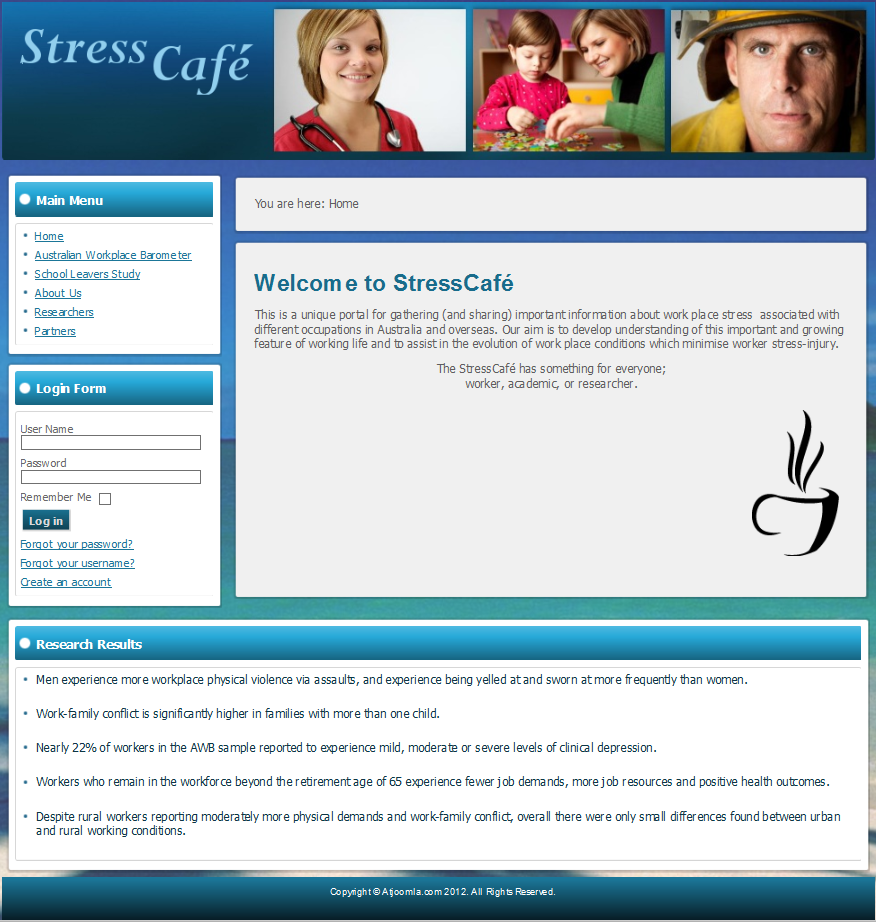 Stress Café
You are here: Home
Main Menu
Home
Australian Workplace Barometer
School Leavers Study
About Us
Researchers
Partners
Login Form
User Name
Password
Remember Me
Log in
Forgot your password?
Forgot your username?
Create an account
Welcome to StressCafé
This is a unique portal for gathering (and sharing) important information about work place stress associated with
different occupations in Australia and overseas. Our aim is to develop understanding of this important and growing
feature of working life and to assist in the evolution of work place conditions which minimise worker stress-injury.
The StressCafé has something for everyone;
worker, academic, or researcher.
Research Results
Men experience more workplace physical violence via assaults, and experience being yelled at and sworn at more frequently than women.
Work-family conflict is significantly higher in families with more than one child.
Nearly 22% of workers in the AWB sample reported to experience mild, moderate or severe levels of clinical depression.
Workers who remain in the workforce beyond the retirement age of 65 experience fewer job demands, more job resources and positive health outcomes.
Despite rural workers reporting moderately more physical demands and work-family conflict, overall there were only small differences found between urban
and rural working conditions.
Copyright © Atjoomla.com 2012. All Rights Reserved.